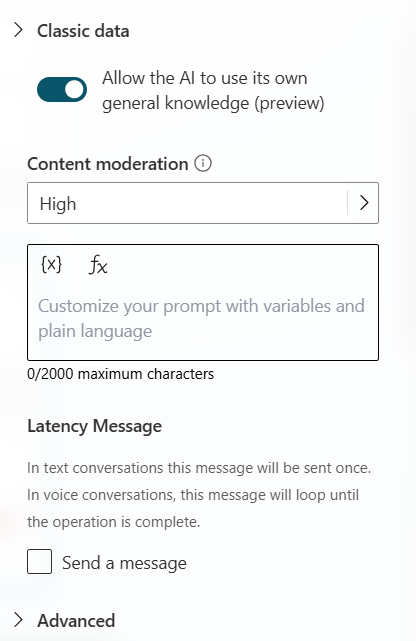 Classic data
Allow the AI to use its own
general knowledge (preview)
Content moderation
High
{x} fx
Customize your prompt with variables and
plain language
0/2000 maximum characters
Latency Message
In text conversations this message will be sent once.
In voice conversations, this message will loop until
the operation is complete.
Send a message
Advanced